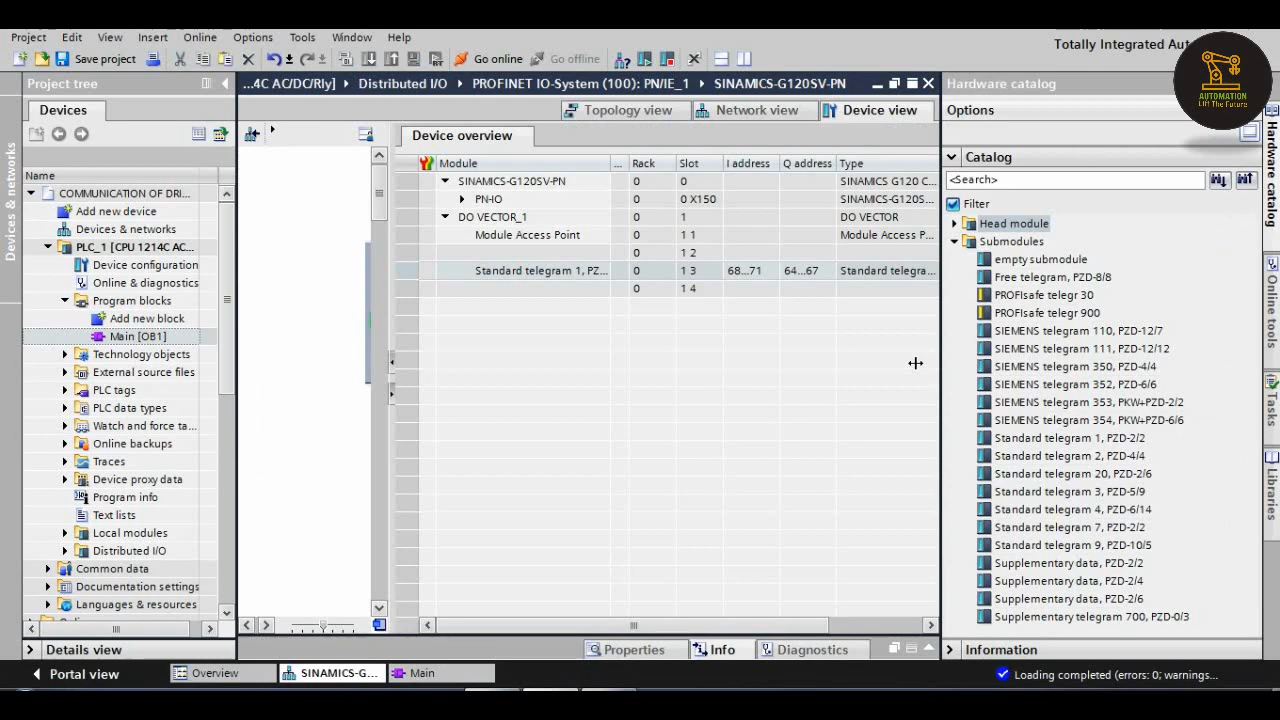 Project Edit View Insert Online Options Tools Window Help
Totally Integrated Au
Save project
Go online
Go offline
AUTOMATION
Lift The Future
Project tree
...4C AC/DC/Rly] Distributed I/O PROFINET IO-System (100): PN/IE_1 SINAMICS-G120SV-PN
Hardware catalog
Devices
Topology view
Network view
Device view
Options
Device overview
Catalog
<Search>
Filter
Head module
Submodules
empty submodule
Free telegram, PZD-8/8
PROFIsafe telegr 30
PROFIsafe telegr 900
SIEMENS telegram 110, PZD-12/7
SIEMENS telegram 111, PZD-12/12
SIEMENS telegram 350, PZD-4/4
SIEMENS telegram 352, PZD-6/6
SIEMENS telegram 353, PKW+PZD-2/2
SIEMENS telegram 354, PKW+PZD-6/6
Standard telegram 1, PZD-2/2
Standard telegram 2, PZD-4/4
Standard telegram 20, PZD-2/6
Standard telegram 3, PZD-5/9
Standard telegram 4, PZD-6/14
Standard telegram 7, PZD-2/2
Standard telegram 9, PZD-10/5
Supplementary data, PZD-2/2
Supplementary data, PZD-2/4
Supplementary data, PZD-2/6
Supplementary telegram 700, PZD-0/3
Information
Module ... Rack Slot I address Q address Type
SINAMICS-G120SV-PN 0 0 SINAMICS G120 C...
PN-IO 0 0 X150 SINAMICS-G120S...
DO VECTOR_1 0 1 DO VECTOR
Module Access Point 0 1 1 Module Access P...
0 1 2
Standard telegram 1, PZ... 0 1 3 68...71 64...67 Standard telegra...
0 1 4
Name
COMMUNICATION OF DRI...
Add new device
Devices & networks
PLC_1 [CPU 1214C AC...
Device configuration
Online & diagnostics
Program blocks
Add new block
Main [OB1]
Technology objects
External source files
PLC tags
PLC data types
Watch and force ta...
Online backups
Traces
Device proxy data
Program info
Text lists
Local modules
Distributed I/O
Common data
Documentation settings
Languages & resources
Details view
Devices & networks
Hardware catalog
Online tools
Tasks
Libraries
Properties
Info
Diagnostics
Portal view
Overview
SINAMICS-G...
Main
Loading completed (errors: 0; warnings...